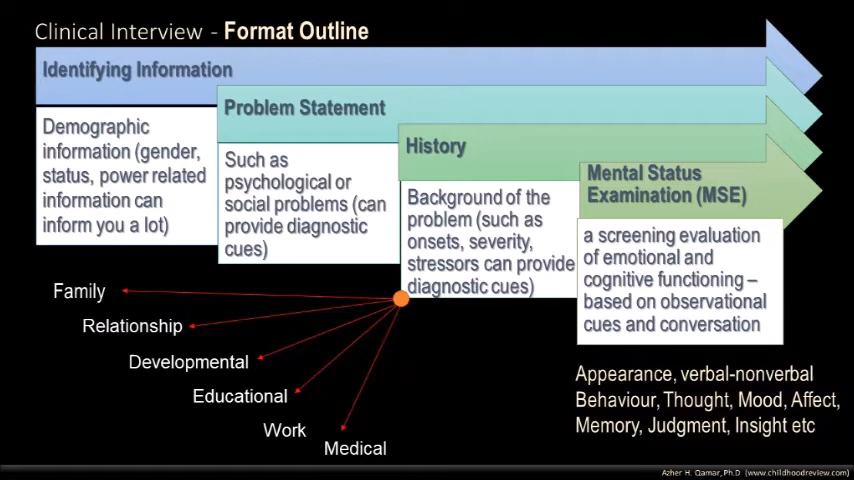 Clinical Interview - Format Outline
Identifying Information
Demographic
information (gender,
status, power related
information can
inform you a lot)
Problem Statement
Such as
psychological or
social problems (can
provide diagnostic
cues)
History
Background of the
problem (such as
onsets, severity,
stressors can provide
diagnostic cues)
Mental Status
Examination (MSE)
a screening evaluation
of emotional and
cognitive functioning –
based on observational
cues and conversation
Family
Relationship
Developmental
Educational
Work
Medical
Appearance, verbal-nonverbal
Behaviour, Thought, Mood, Affect,
Memory, Judgment, Insight etc
Azher H. Qamar, Ph.D (www.childhoodreview.com)